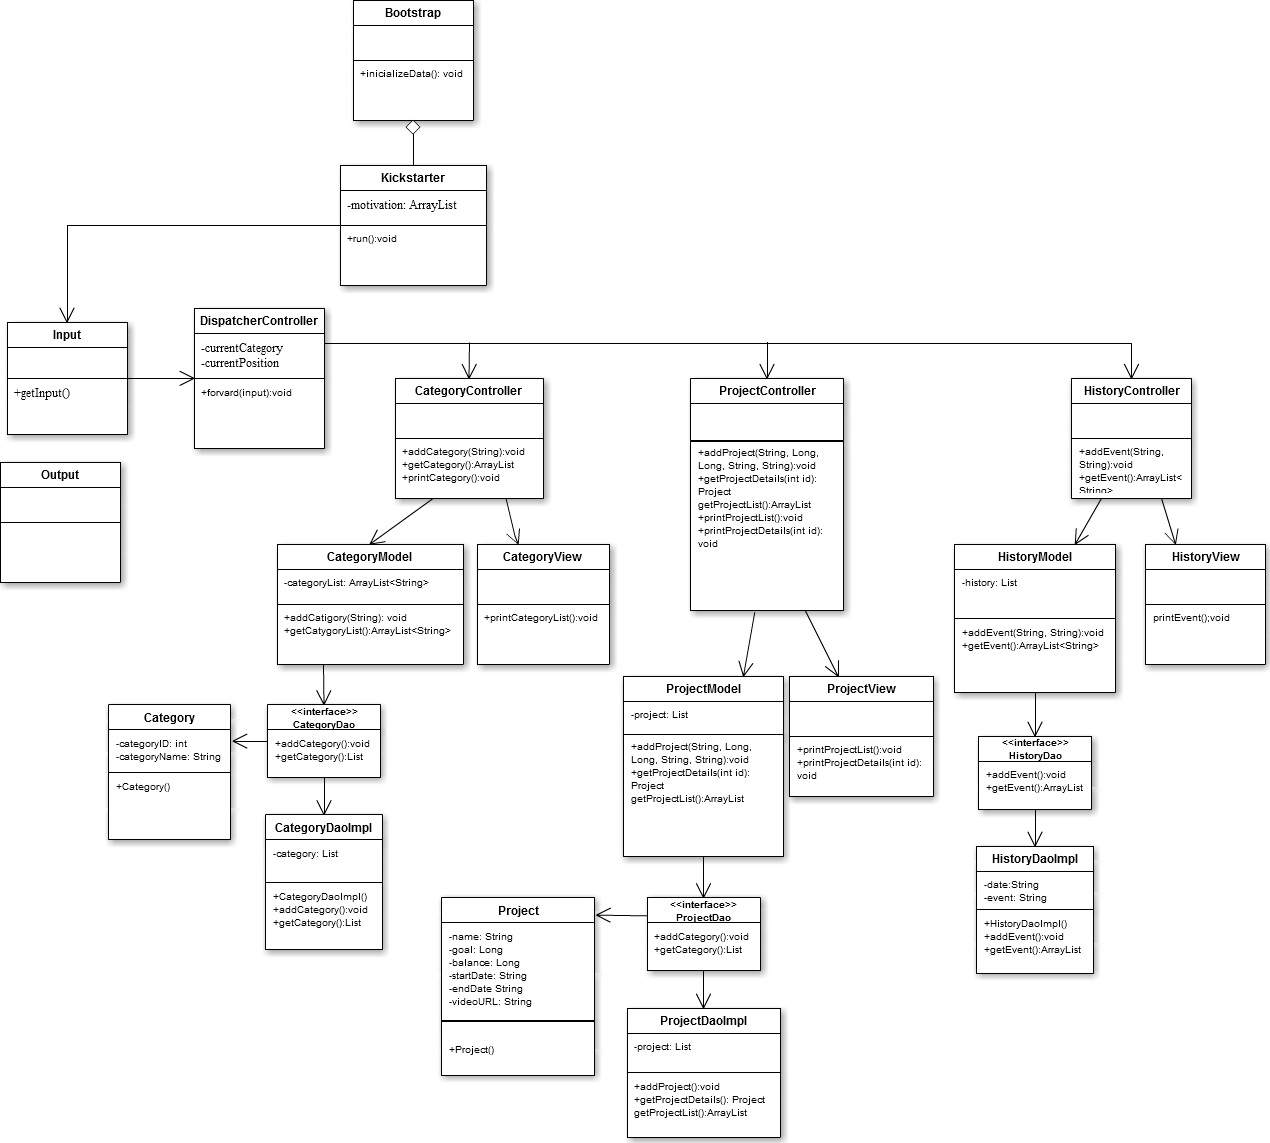 Bootstrap
+inicializeData(): void
Kickstarter
-motivation: ArrayList
+run():void
Input
+getInput()
DispatcherController
-currentCategory
-currentPosition
+forvard(input):void
Output
CategoryController
+addCategory(String):void
+getCategory():ArrayList
+printCategory():void
ProjectController
+addProject(String, Long,
Long, String, String):void
+getProjectDetails(int id):
Project
getProjectList():ArrayList
+printProjectList():void
+printProjectDetails(int id):
void
HistoryController
+addEvent(String,
String):void
+getEvent():ArrayList<
String>
CategoryModel
-categoryList: ArrayList<String>
+addCatigory(String): void
+getCatygoryList():ArrayList<String>
CategoryView
+printCategoryList():void
HistoryModel
-history: List
+addEvent(String, String):void
+getEvent():ArrayList<String>
HistoryView
printEvent();void
ProjectModel
-project: List
+addProject(String, Long,
Long, String, String):void
+getProjectDetails(int id):
Project
getProjectList():ArrayList
ProjectView
+printProjectList():void
+printProjectDetails(int id):
void
Category
-categoryID: int
-categoryName: String
+Category()
<<interface>>
CategoryDao
+addCategory():void
+getCategory():List
<<interface>>
HistoryDao
+addEvent():void
+getEvent():ArrayList
CategoryDaoImpl
-category: List
+CategoryDaoImpl()
+addCategory():void
+getCategory():List
HistoryDaoImpl
-date:String
-event: String
+HistoryDaoImpl()
+addEvent():void
+getEvent():ArrayList
Project
-name: String
-goal: Long
-balance: Long
-startDate: String
-endDate String
-videoURL: String
+Project()
<<interface>>
ProjectDao
+addCategory():void
+getCategory():List
ProjectDaoImpl
-project: List
+addProject():void
+getProjectDetails(): Project
getProjectList():ArrayList